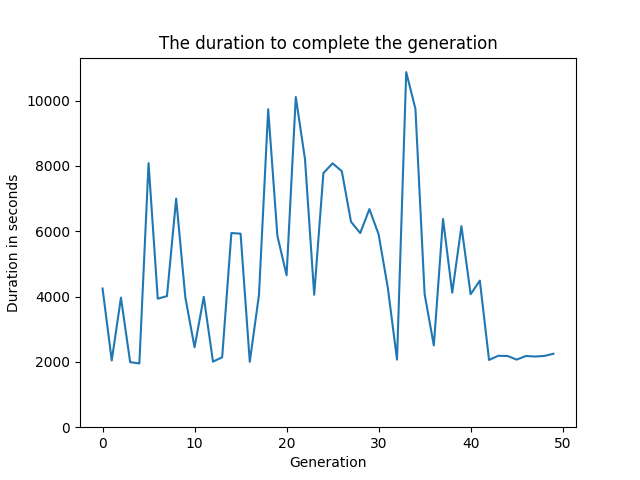 The duration to complete the generation
10000
8000
6000
4000
2000
0
Duration in seconds
0 10 20 30 40 50
Generation